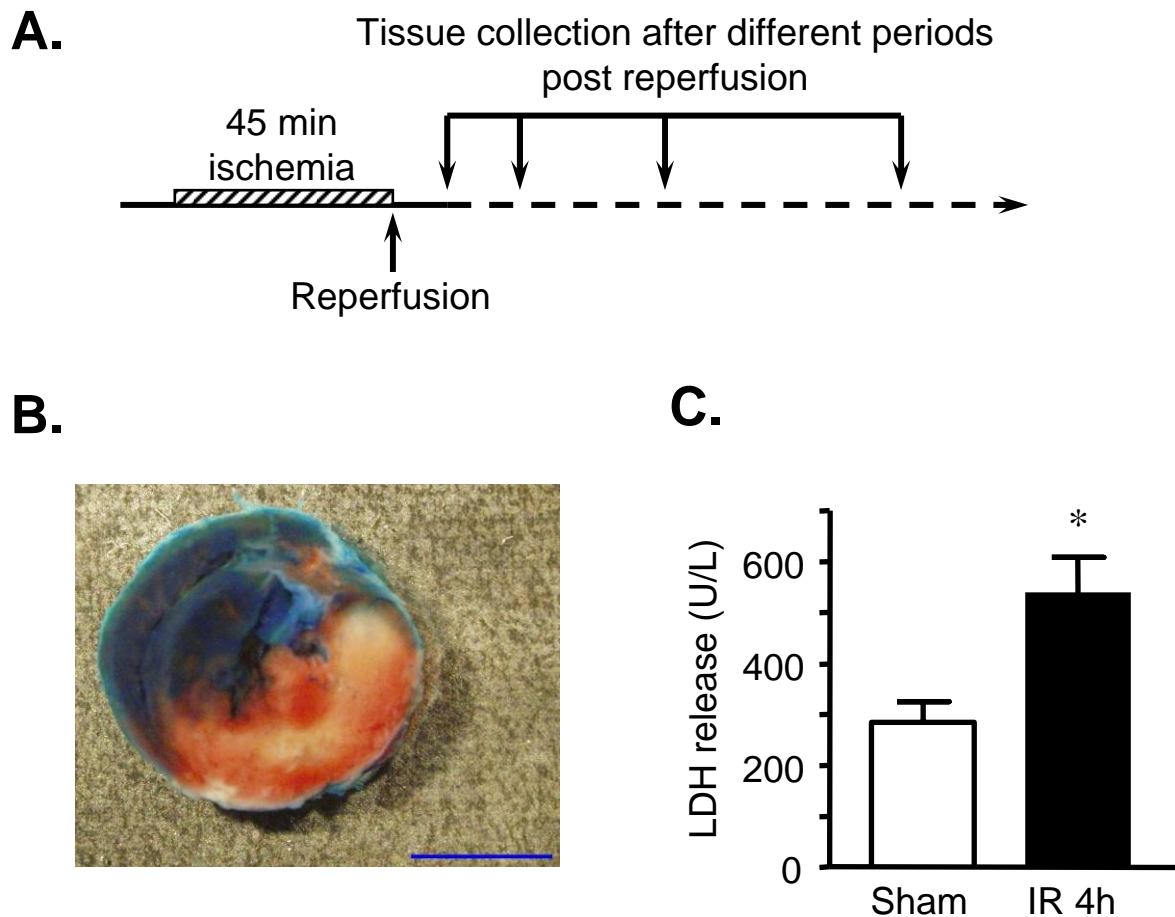 A.
Tissue collection after different periods
post reperfusion
45 min
ischemia
Reperfusion
B.
C.
LDH release (U/L)
600
400
200
0
*
Sham
IR 4h